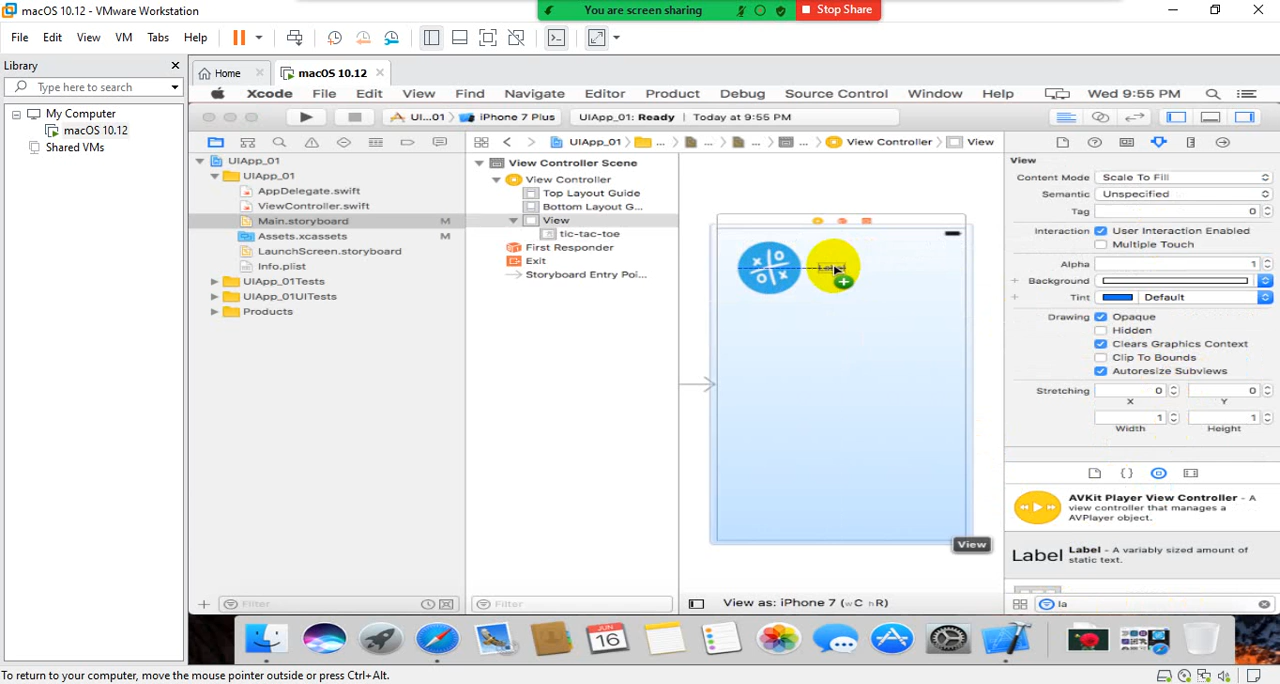 macOS 10.12 - VMware Workstation
You are screen sharing
Stop Share
File Edit View VM Tabs Help
Library
Type here to search
My Computer
macOS 10.12
Shared VMs
Home
macOS 10.12
Xcode File Edit View Find Navigate Editor Product Debug Source Control Window Help Wed 9:55 PM
UI...01 iPhone 7 Plus
UIApp_01: Ready | Today at 9:55 PM
UIApp_01 ... ... ... ... View Controller View
UIApp_01
UIApp_01
AppDelegate.swift
ViewController.swift
Main.storyboard M
Assets.xcassets M
LaunchScreen.storyboard
Info.plist
UIApp_01Tests
UIApp_01UITests
Products
Filter
View Controller Scene
View Controller
Top Layout Guide
Bottom Layout G...
View
tic-tac-toe
First Responder
Exit
Storyboard Entry Poi...
Filter
Label
View
View as: iPhone 7 (wC hR)
View
Content Mode Scale To Fill
Semantic Unspecified
Tag 0
Interaction User Interaction Enabled
Multiple Touch
Alpha 1
Background
Tint Default
Drawing Opaque
Hidden
Clears Graphics Context
Clip To Bounds
Autoresize Subviews
Stretching 0 0
X Y
1 1
Width Height
AVKit Player View Controller - A
view controller that manages a
AVPlayer object.
Label Label - A variably sized amount of
static text.
la
JUN
16
To return to your computer, move the mouse pointer outside or press Ctrl+Alt.